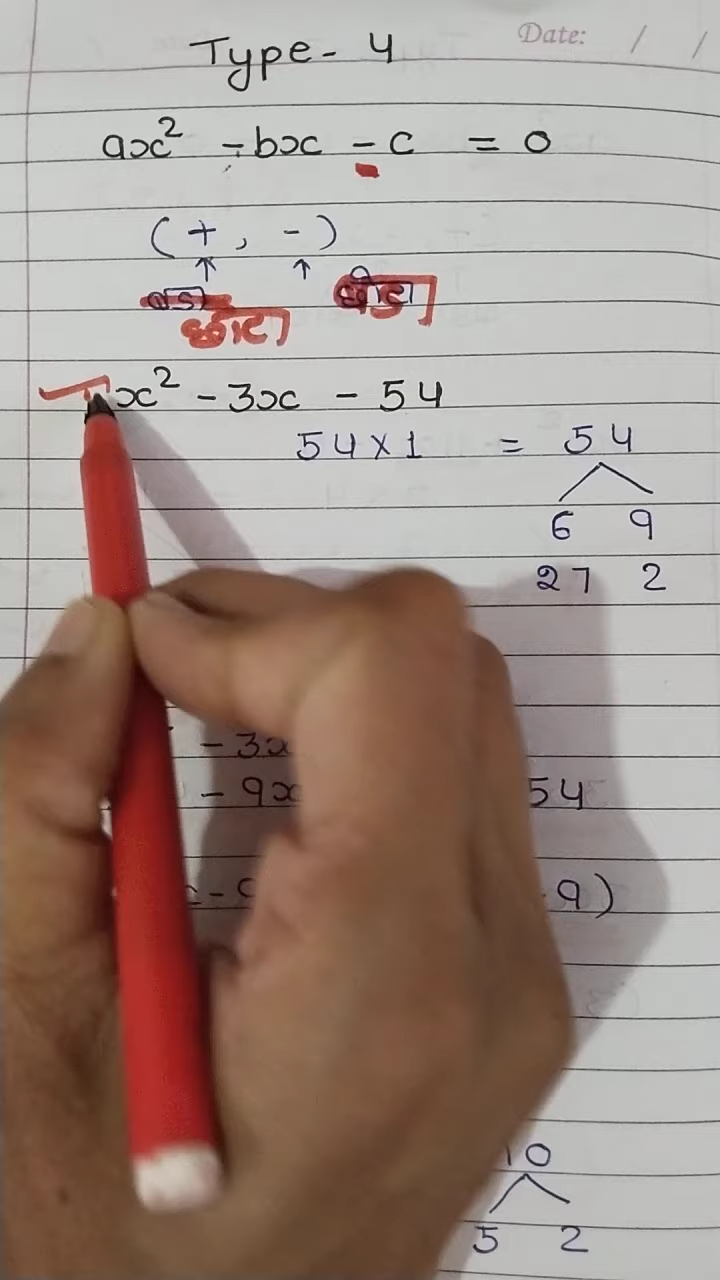 Date: / /
Type - 4
ax² - bx - c = 0
(+, -)
↑ ↑
बड़ा छोटा
छोटा
x² - 3x - 54
54 × 1 = 54
6 9
27 2
- 3x
- 9x 54
- 9)
10
5 2